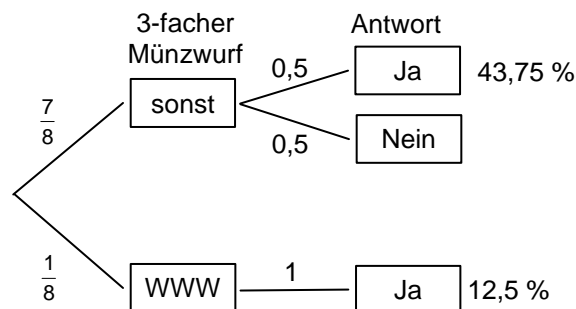 3-facher
Münzwurf
Antwort
7/8
sonst
0,5
Ja
43,75 %
0,5
Nein
1/8
WWW
1
Ja
12,5 %